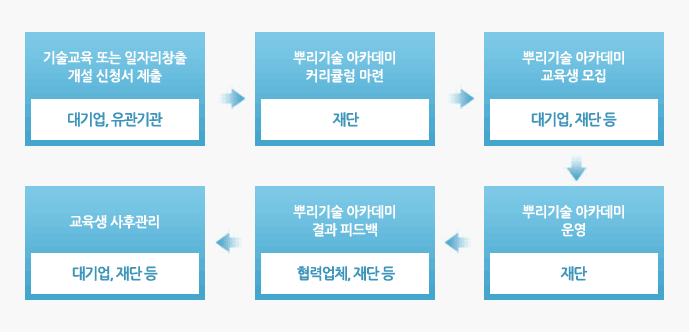 기술교육 또는 일자리창출
개설 신청서 제출
대기업, 유관기관
뿌리기술 아카데미
커리큘럼 마련
재단
뿌리기술 아카데미
교육생 모집
대기업, 재단 등
뿌리기술 아카데미
운영
재단
뿌리기술 아카데미
결과 피드백
협력업체, 재단 등
교육생 사후관리
대기업, 재단 등